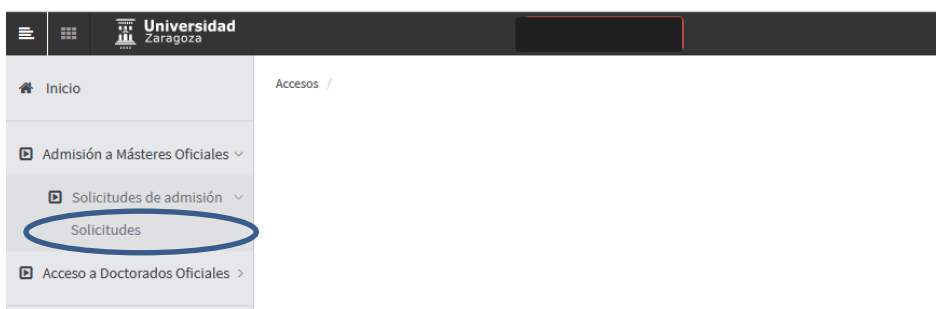 Universidad
Zaragoza
Inicio
Accesos /
Admisión a Másteres Oficiales
Solicitudes de admisión
Solicitudes
Acceso a Doctorados Oficiales